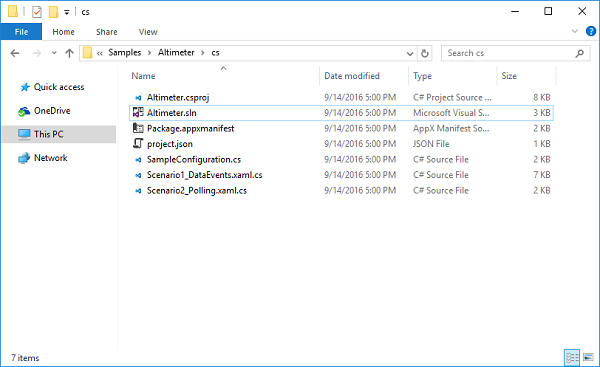 cs
File Home Share View
« Samples › Altimeter › cs Search cs
Quick access
OneDrive
This PC
Network
Name Date modified Type Size
Altimeter.csproj 9/14/2016 5:00 PM C# Project Source ... 8 KB
Altimeter.sln 9/14/2016 5:00 PM Microsoft Visual S... 3 KB
Package.appxmanifest 9/14/2016 5:00 PM AppX Manifest So... 2 KB
project.json 9/14/2016 5:00 PM JSON File 1 KB
SampleConfiguration.cs 9/14/2016 5:00 PM C# Source File 2 KB
Scenario1_DataEvents.xaml.cs 9/14/2016 5:00 PM C# Source File 7 KB
Scenario2_Polling.xaml.cs 9/14/2016 5:00 PM C# Source File 2 KB
7 items